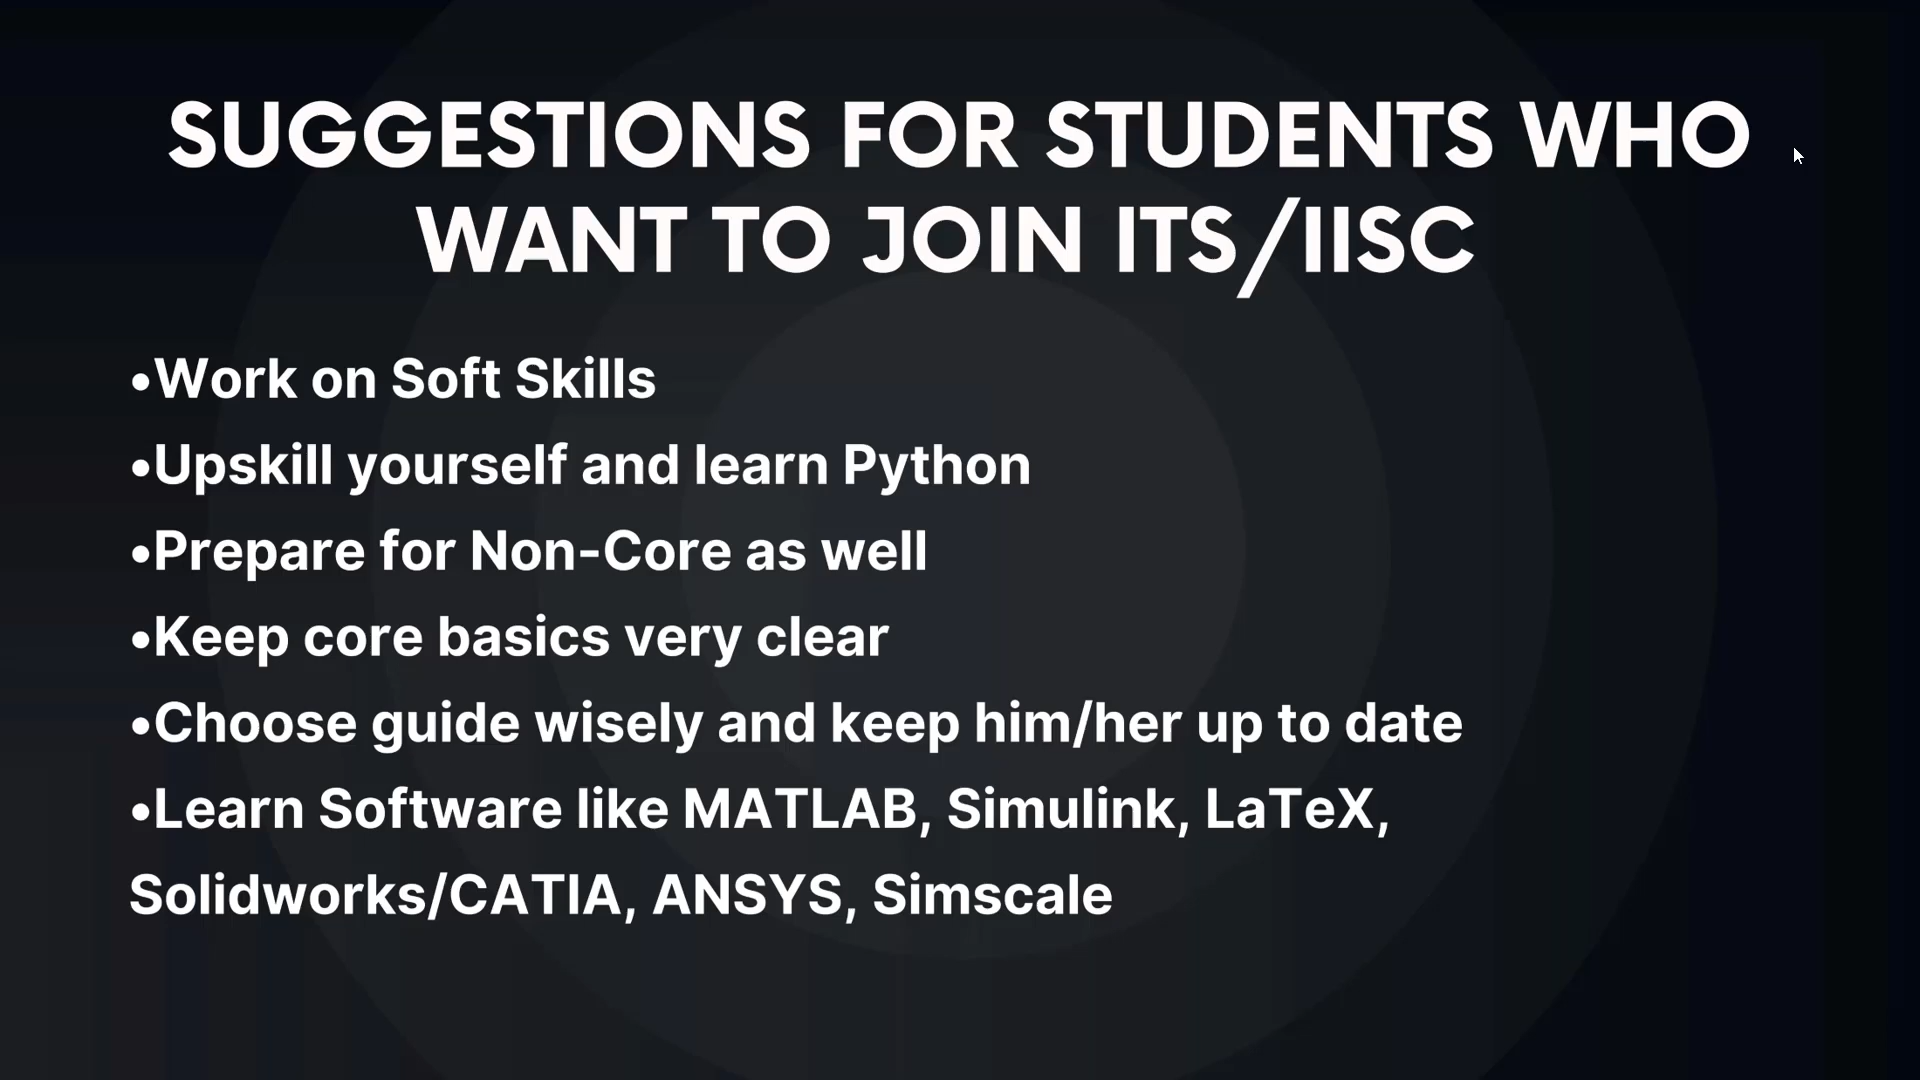 SUGGESTIONS FOR STUDENTS WHO
WANT TO JOIN ITS/IISC
•Work on Soft Skills
•Upskill yourself and learn Python
•Prepare for Non-Core as well
•Keep core basics very clear
•Choose guide wisely and keep him/her up to date
•Learn Software like MATLAB, Simulink, LaTeX,
Solidworks/CATIA, ANSYS, Simscale